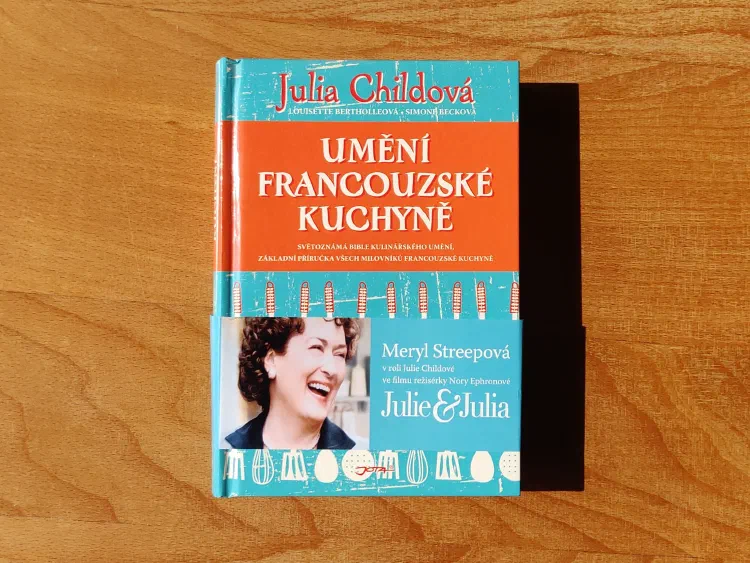 Julia Childová
LOUISETTE BERTHOLLEOVÁ • SIMONE BECKOVÁ
UMĚNÍ
FRANCOUZSKÉ
KUCHYNĚ
SVĚTOZNÁMÁ BIBLE KULINÁŘSKÉHO UMĚNÍ,
ZÁKLADNÍ PŘÍRUČKA VŠECH MILOVNÍKŮ FRANCOUZSKÉ KUCHYNĚ
Meryl Streepová
v roli Julie Childové
ve filmu režisérky Nory Ephronové
Julie&Julia
JOTA